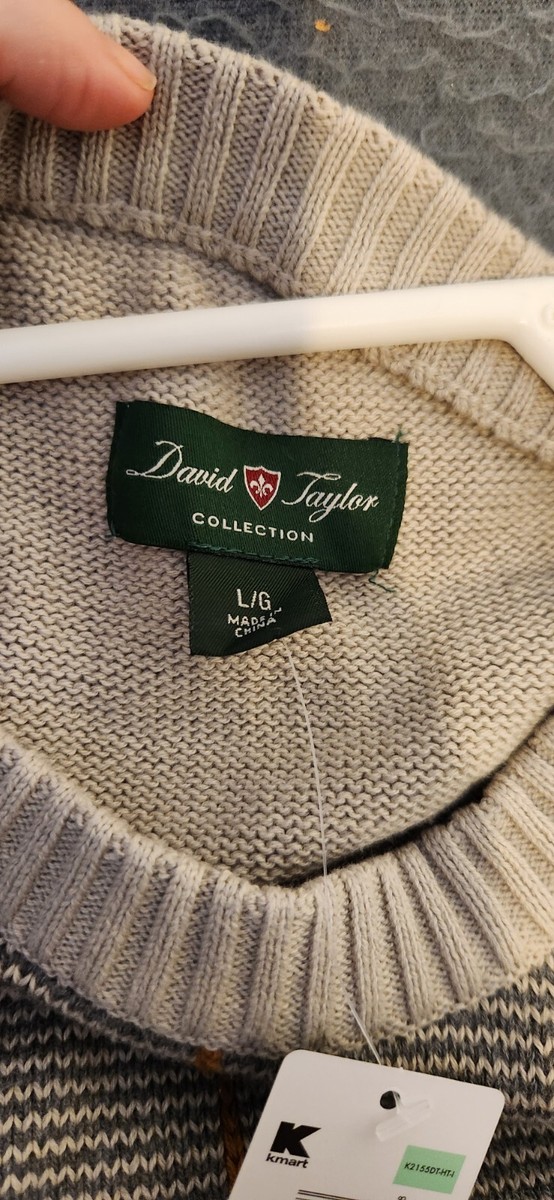 David Taylor
COLLECTION
L/G
MADE IN
CHINA
K
kmart
K2155DT-HT-I